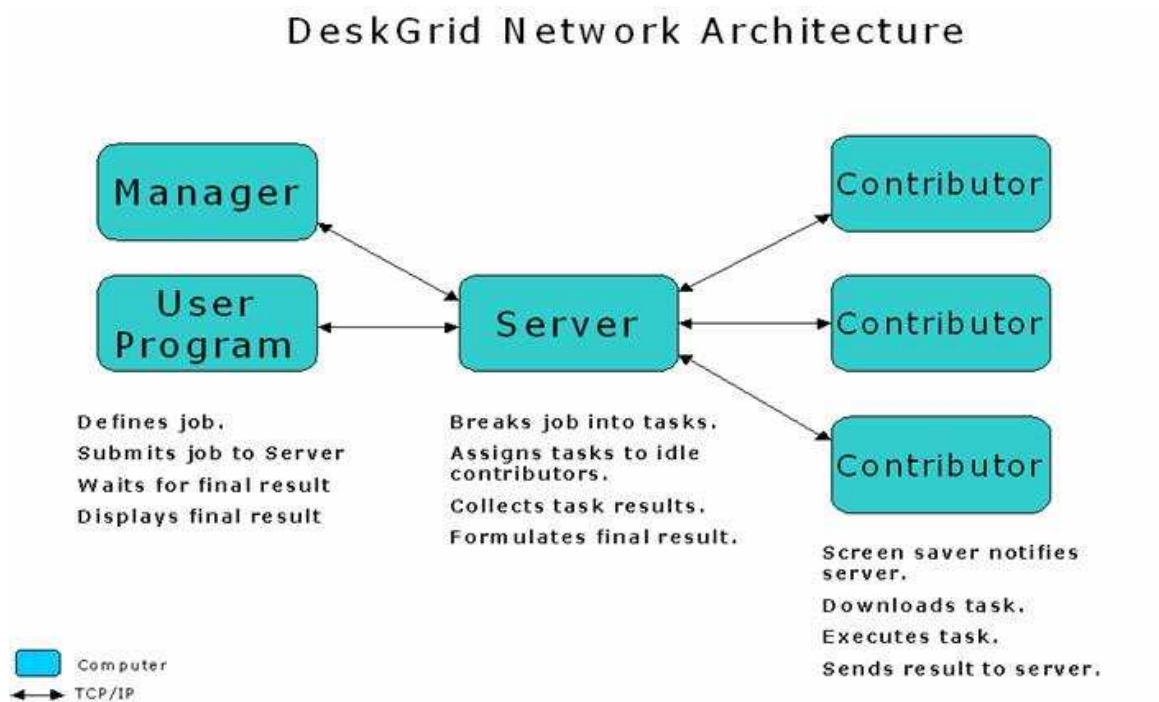 DeskGrid Network Architecture
Manager
User
Program
Server
Contributor
Contributor
Contributor
Defines job.
Submits job to Server
Waits for final result
Displays final result
Breaks job into tasks.
Assigns tasks to idle
contributors.
Collects task results.
Formulates final result.
Screen saver notifies
server.
Downloads task.
Executes task.
Sends result to server.
Computer
TCP/IP